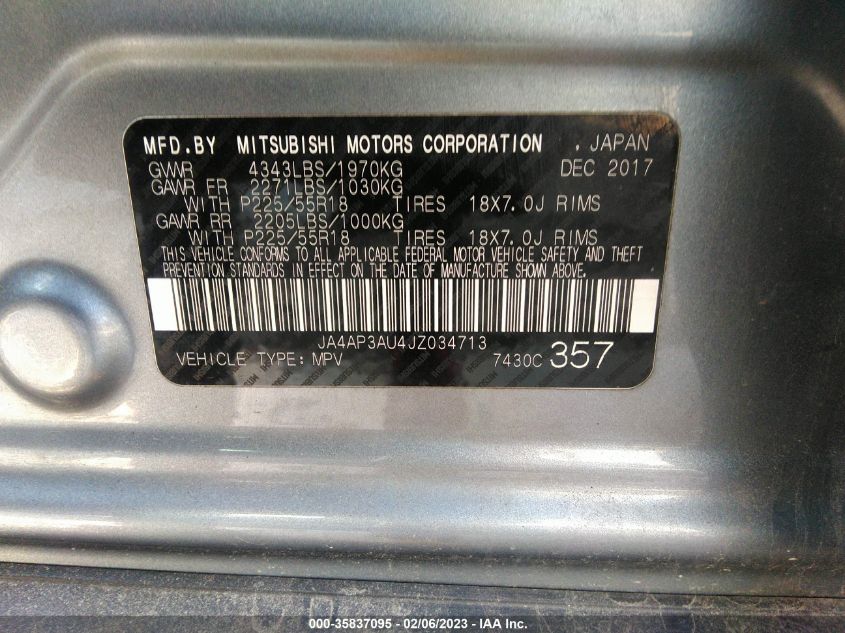 MFD.BY MITSUBISHI MOTORS CORPORATION . JAPAN
GVWR 4343LBS/1970KG DEC 2017
GAWR FR 2271LBS/1030KG
WITH P225/55R18 TIRES 18X7.0J RIMS
GAWR RR 2205LBS/1000KG
WITH P225/55R18 TIRES 18X7.0J RIMS
THIS VEHICLE CONFORMS TO ALL APPLICABLE FEDERAL MOTOR VEHICLE SAFETY AND THEFT
PREVENTION STANDARDS IN EFFECT ON THE DATE OF MANUFACTURE SHOWN ABOVE.
JA4AP3AU4JZ034713
VEHICLE TYPE: MPV 7430C 357
000-35837095 - 02/06/2023 - IAA Inc.